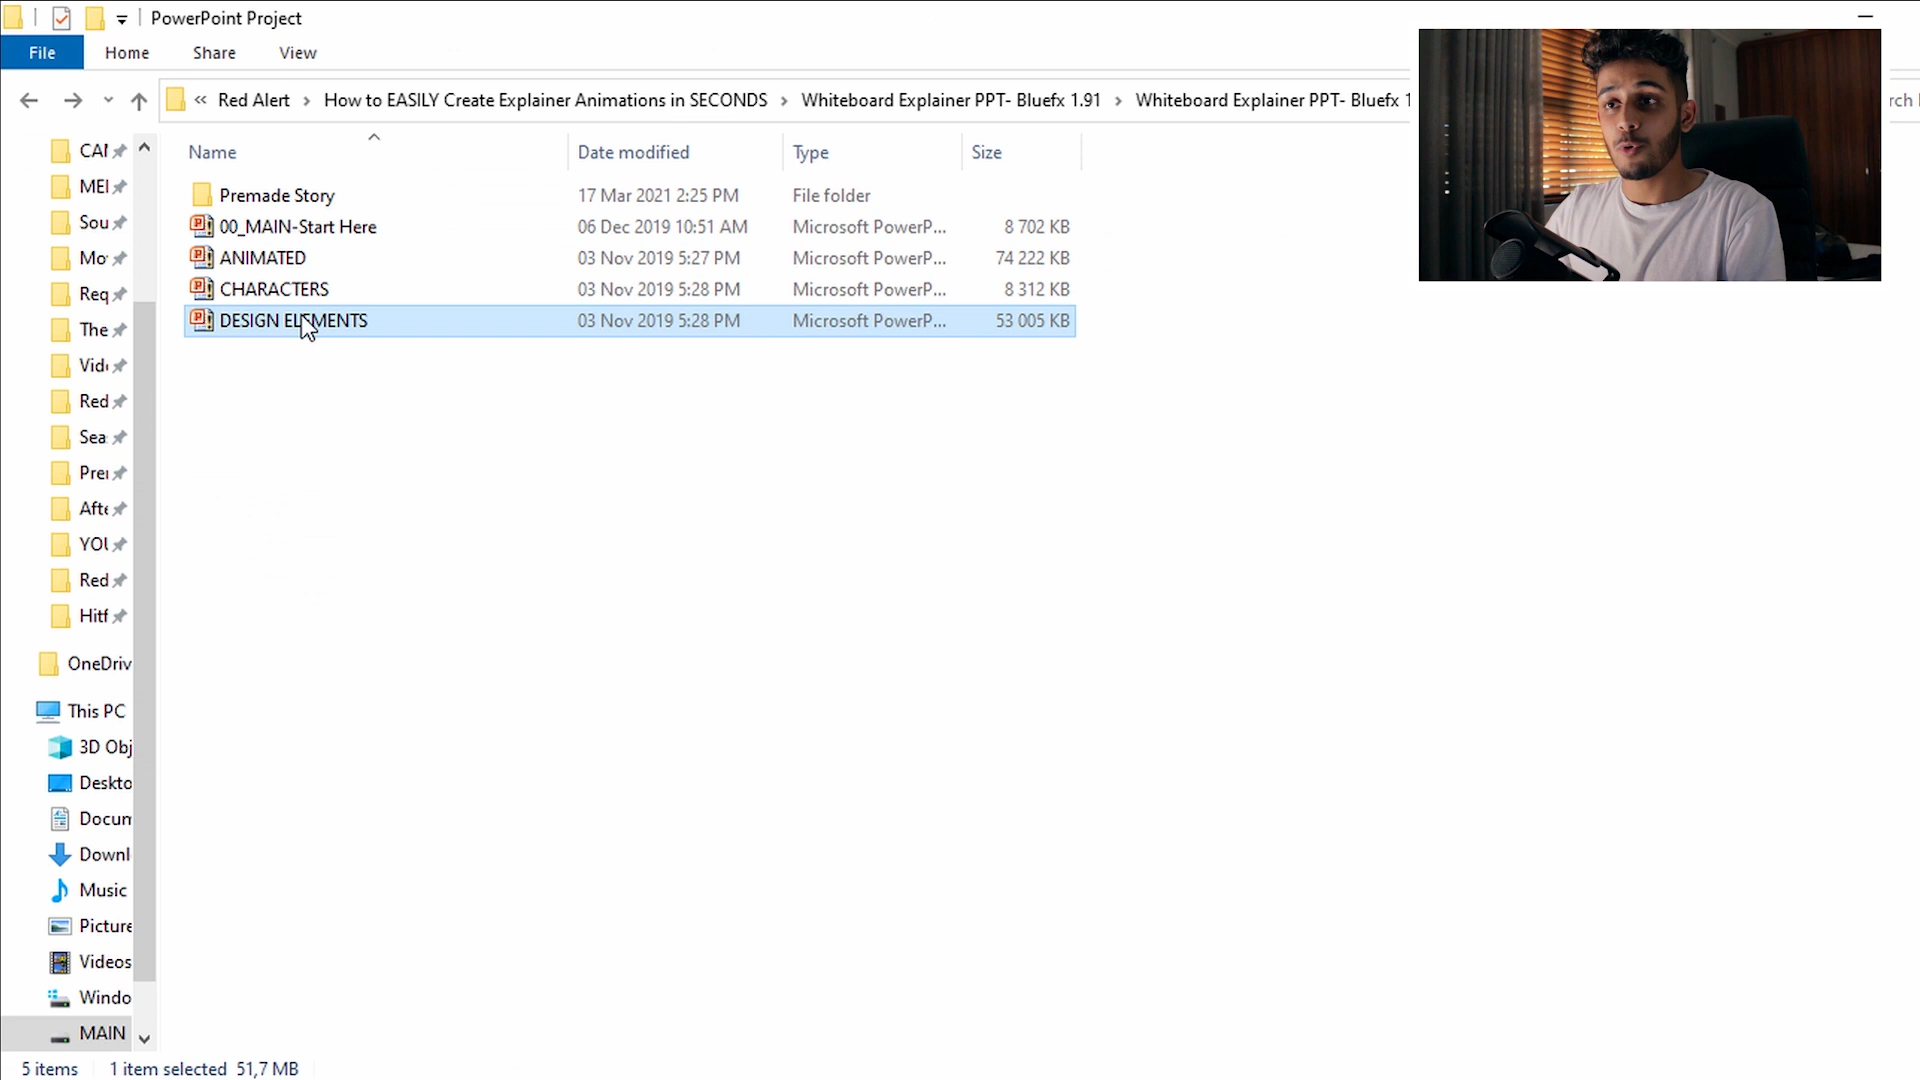 PowerPoint Project
File Home Share View
« Red Alert › How to EASILY Create Explainer Animations in SECONDS › Whiteboard Explainer PPT- Bluefx 1.91 › Whiteboard Explainer PPT- Bluefx 1
Name Date modified Type Size
Premade Story 17 Mar 2021 2:25 PM File folder
00_MAIN-Start Here 06 Dec 2019 10:51 AM Microsoft PowerP... 8 702 KB
ANIMATED 03 Nov 2019 5:27 PM Microsoft PowerP... 74 222 KB
CHARACTERS 03 Nov 2019 5:28 PM Microsoft PowerP... 8 312 KB
DESIGN ELEMENTS 03 Nov 2019 5:28 PM Microsoft PowerP... 53 005 KB
Sou
Mo
Req
The
Red
Sea
YOU
Red
Hitf
OneDriv
This PC
3D Obj
Deskto
Docum
Downl
Music
Picture
Videos
Windo
MAIN
5 items 1 item selected 51,7 MB